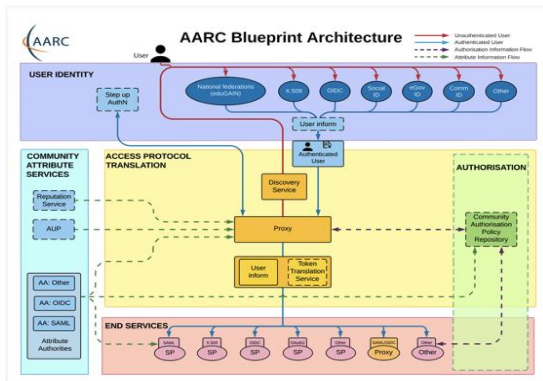 AARC
AARC Blueprint Architecture
Unauthenticated User
Authenticated User
Authorisation Information Flow
Attribute Information Flow
User
USER IDENTITY
Step up
AuthN
National federations
(eduGAIN)
X.509
OIDC
Social
ID
eGov
ID
Comm
ID
Other
User inform
Authenticated
User
COMMUNITY
ATTRIBUTE
SERVICES
ACCESS PROTOCOL
TRANSLATION
AUTHORISATION
Reputation
Service
Discovery
Service
AUP
Proxy
Community
Authorisation
Policy
Repository
User
inform
Token
Translation
Service
AA: Other
AA: OIDC
AA: SAML
Attribute
Authorities
END SERVICES
SAML
SP
X.509
SP
OIDC
SP
OAuth2
SP
Other
SP
SAML/OIDC
Proxy
Other
Other